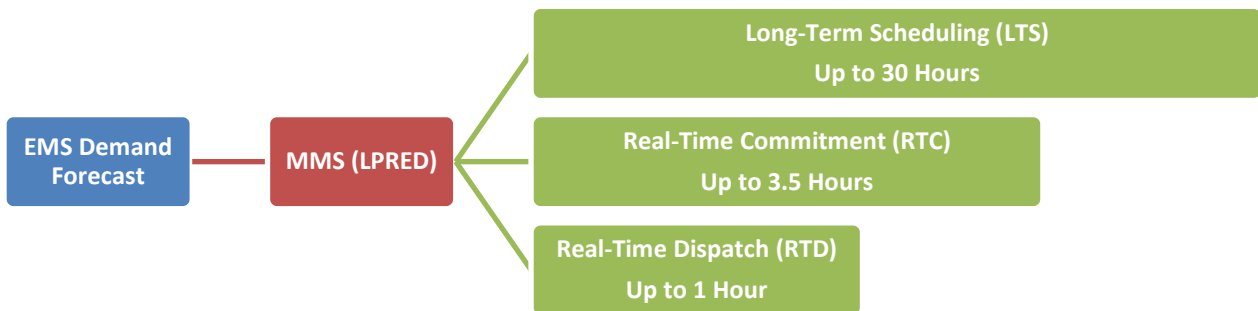 EMS Demand
Forecast
MMS (LPRED)
Long-Term Scheduling (LTS)
Up to 30 Hours
Real-Time Commitment (RTC)
Up to 3.5 Hours
Real-Time Dispatch (RTD)
Up to 1 Hour